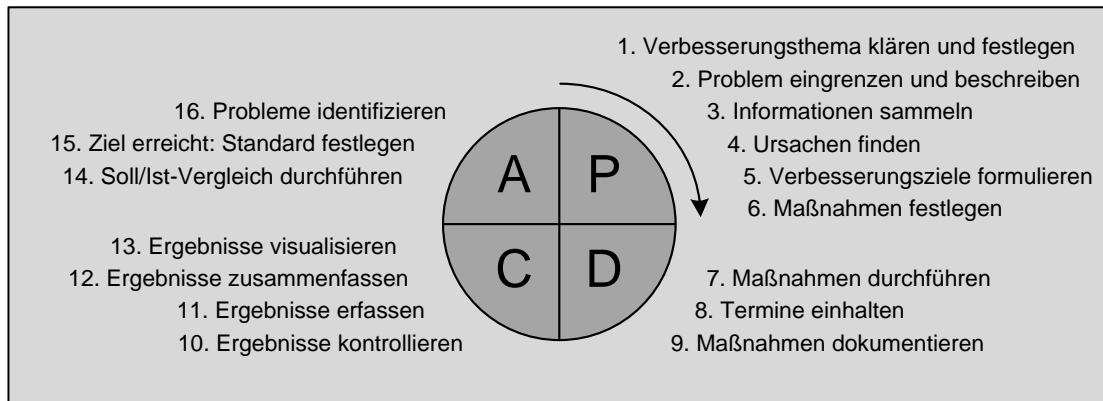 1. Verbesserungsthema klären und festlegen
2. Problem eingrenzen und beschreiben
3. Informationen sammeln
4. Ursachen finden
5. Verbesserungsziele formulieren
6. Maßnahmen festlegen
7. Maßnahmen durchführen
8. Termine einhalten
9. Maßnahmen dokumentieren
10. Ergebnisse kontrollieren
11. Ergebnisse erfassen
12. Ergebnisse zusammenfassen
13. Ergebnisse visualisieren
14. Soll/Ist-Vergleich durchführen
15. Ziel erreicht: Standard festlegen
16. Probleme identifizieren
A P
C D